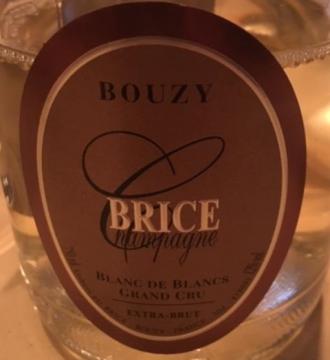 BOUZY
BRICE
Champagne
BLANC DE BLANCS
GRAND CRU
EXTRA-BRUT